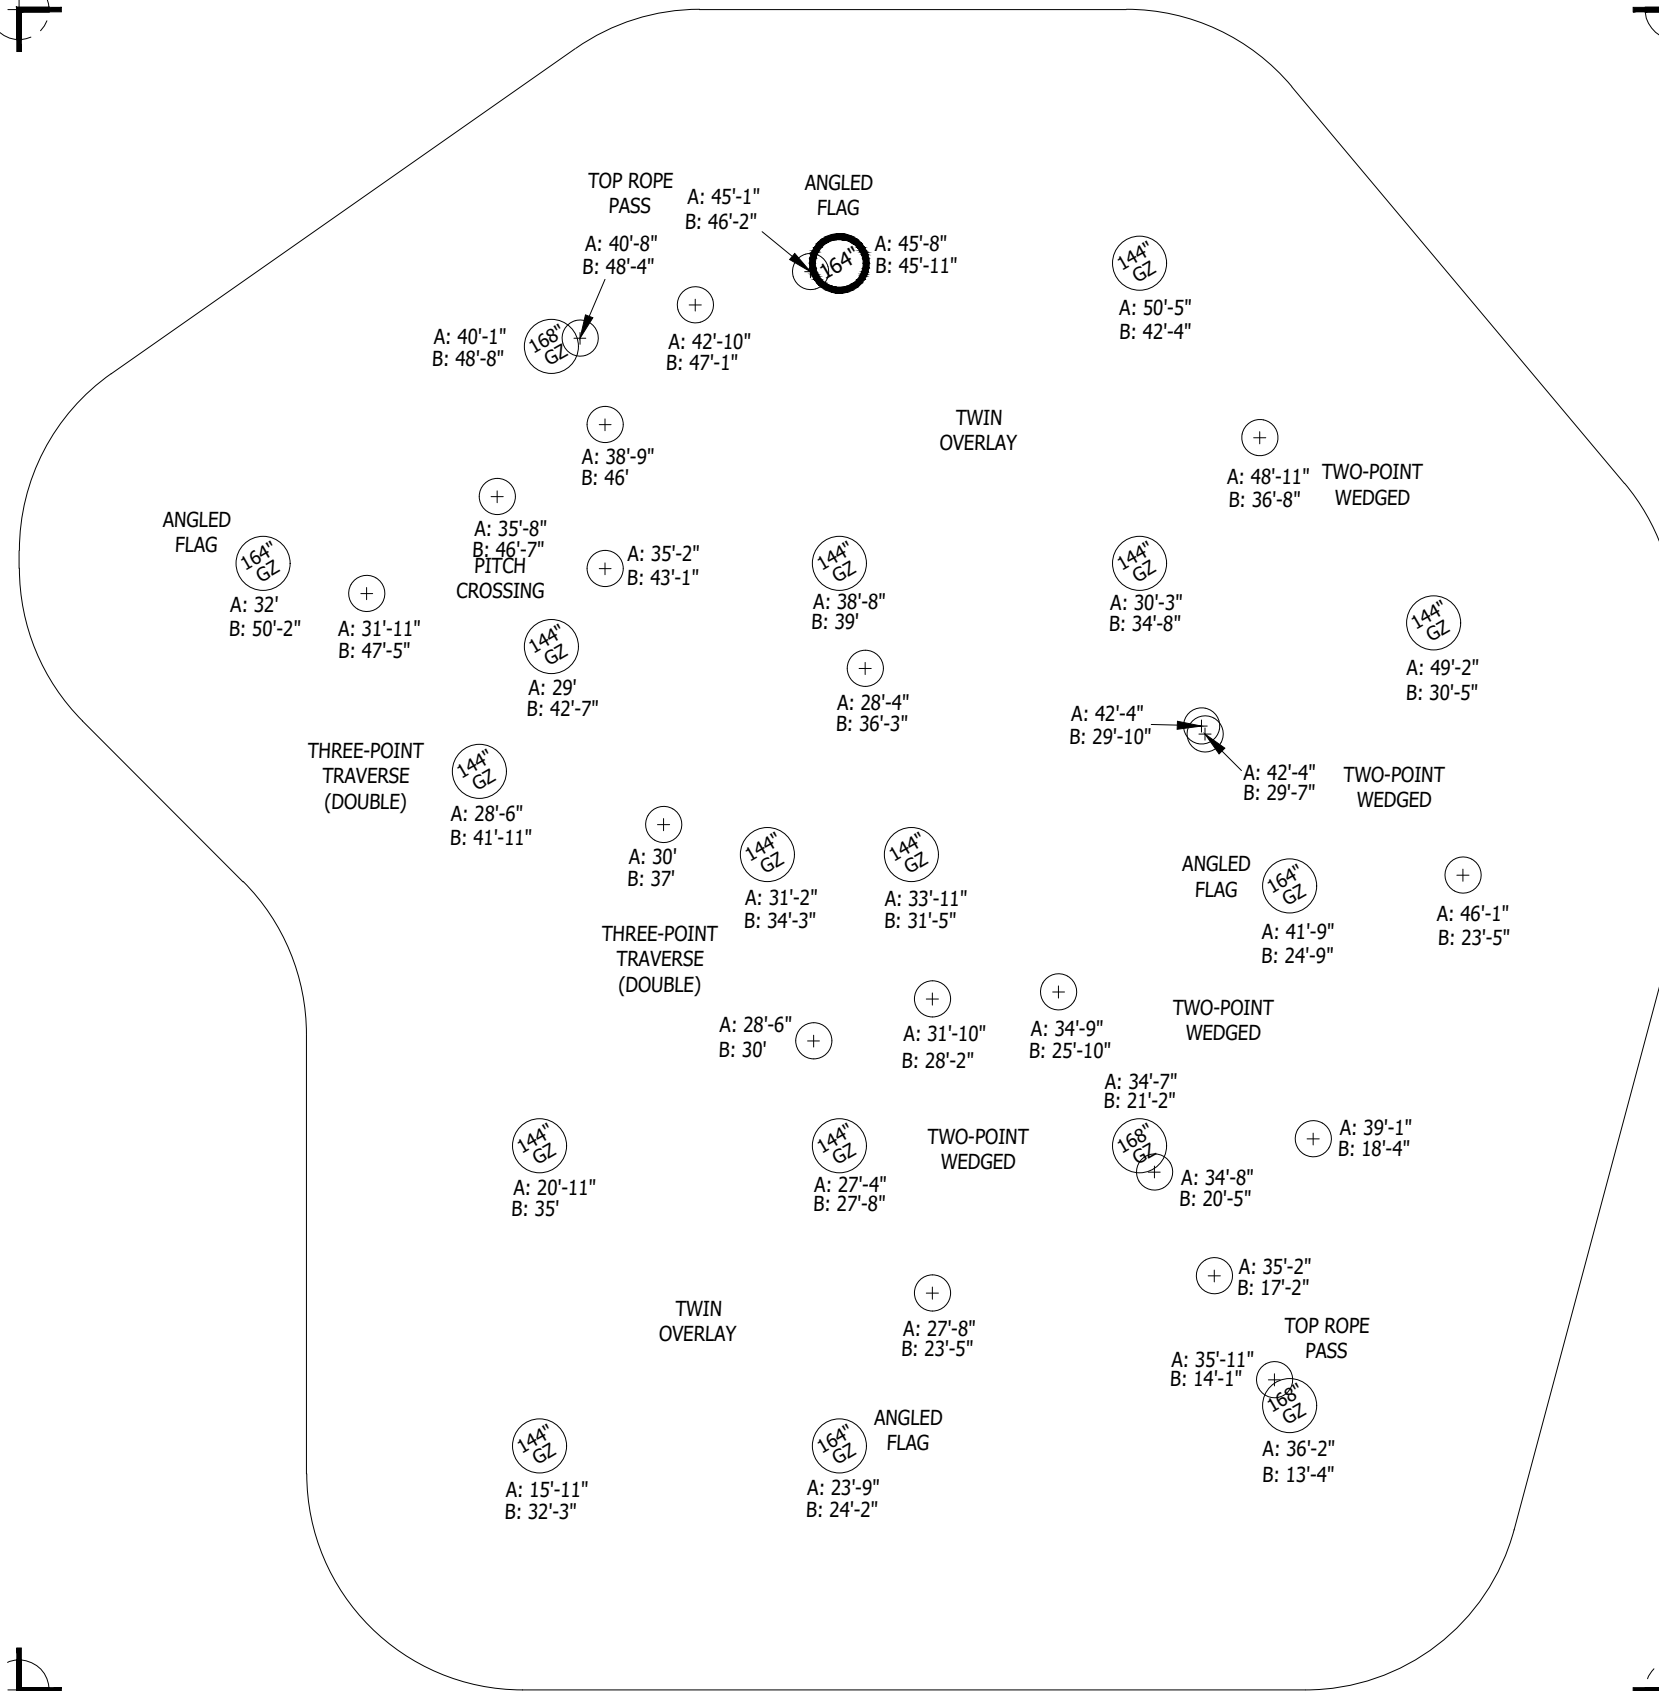 TOP ROPE
PASS
A: 45'-1"
B: 46'-2"
ANGLED
FLAG
A: 40'-8"
B: 48'-4"
164"
A: 45'-8"
B: 45'-11"
144"
GZ
A: 50'-5"
B: 42'-4"
A: 40'-1"
B: 48'-8"
168"
GZ
A: 42'-10"
B: 47'-1"
TWIN
OVERLAY
A: 38'-9"
B: 46'
A: 48'-11"
B: 36'-8"
TWO-POINT
WEDGED
ANGLED
FLAG
164"
GZ
A: 32'
B: 50'-2"
A: 31'-11"
B: 47'-5"
A: 35'-8"
B: 46'-7"
PITCH
CROSSING
A: 35'-2"
B: 43'-1"
144"
GZ
A: 38'-8"
B: 39'
144"
GZ
A: 30'-3"
B: 34'-8"
144"
GZ
A: 49'-2"
B: 30'-5"
144"
GZ
A: 29'
B: 42'-7"
A: 28'-4"
B: 36'-3"
A: 42'-4"
B: 29'-10"
A: 42'-4"
B: 29'-7"
TWO-POINT
WEDGED
THREE-POINT
TRAVERSE
(DOUBLE)
144"
GZ
A: 28'-6"
B: 41'-11"
A: 30'
B: 37'
144"
GZ
A: 31'-2"
B: 34'-3"
144"
GZ
A: 33'-11"
B: 31'-5"
ANGLED
FLAG
164"
GZ
A: 41'-9"
B: 24'-9"
A: 46'-1"
B: 23'-5"
THREE-POINT
TRAVERSE
(DOUBLE)
A: 28'-6"
B: 30'
A: 31'-10"
B: 28'-2"
A: 34'-9"
B: 25'-10"
TWO-POINT
WEDGED
A: 34'-7"
B: 21'-2"
168"
GZ
A: 34'-8"
B: 20'-5"
A: 39'-1"
B: 18'-4"
144"
GZ
A: 20'-11"
B: 35'
144"
GZ
A: 27'-4"
B: 27'-8"
TWO-POINT
WEDGED
A: 35'-2"
B: 17'-2"
TWIN
OVERLAY
A: 27'-8"
B: 23'-5"
TOP ROPE
PASS
A: 35'-11"
B: 14'-1"
168"
GZ
A: 36'-2"
B: 13'-4"
144"
GZ
A: 15'-11"
B: 32'-3"
164"
GZ
ANGLED
FLAG
A: 23'-9"
B: 24'-2"